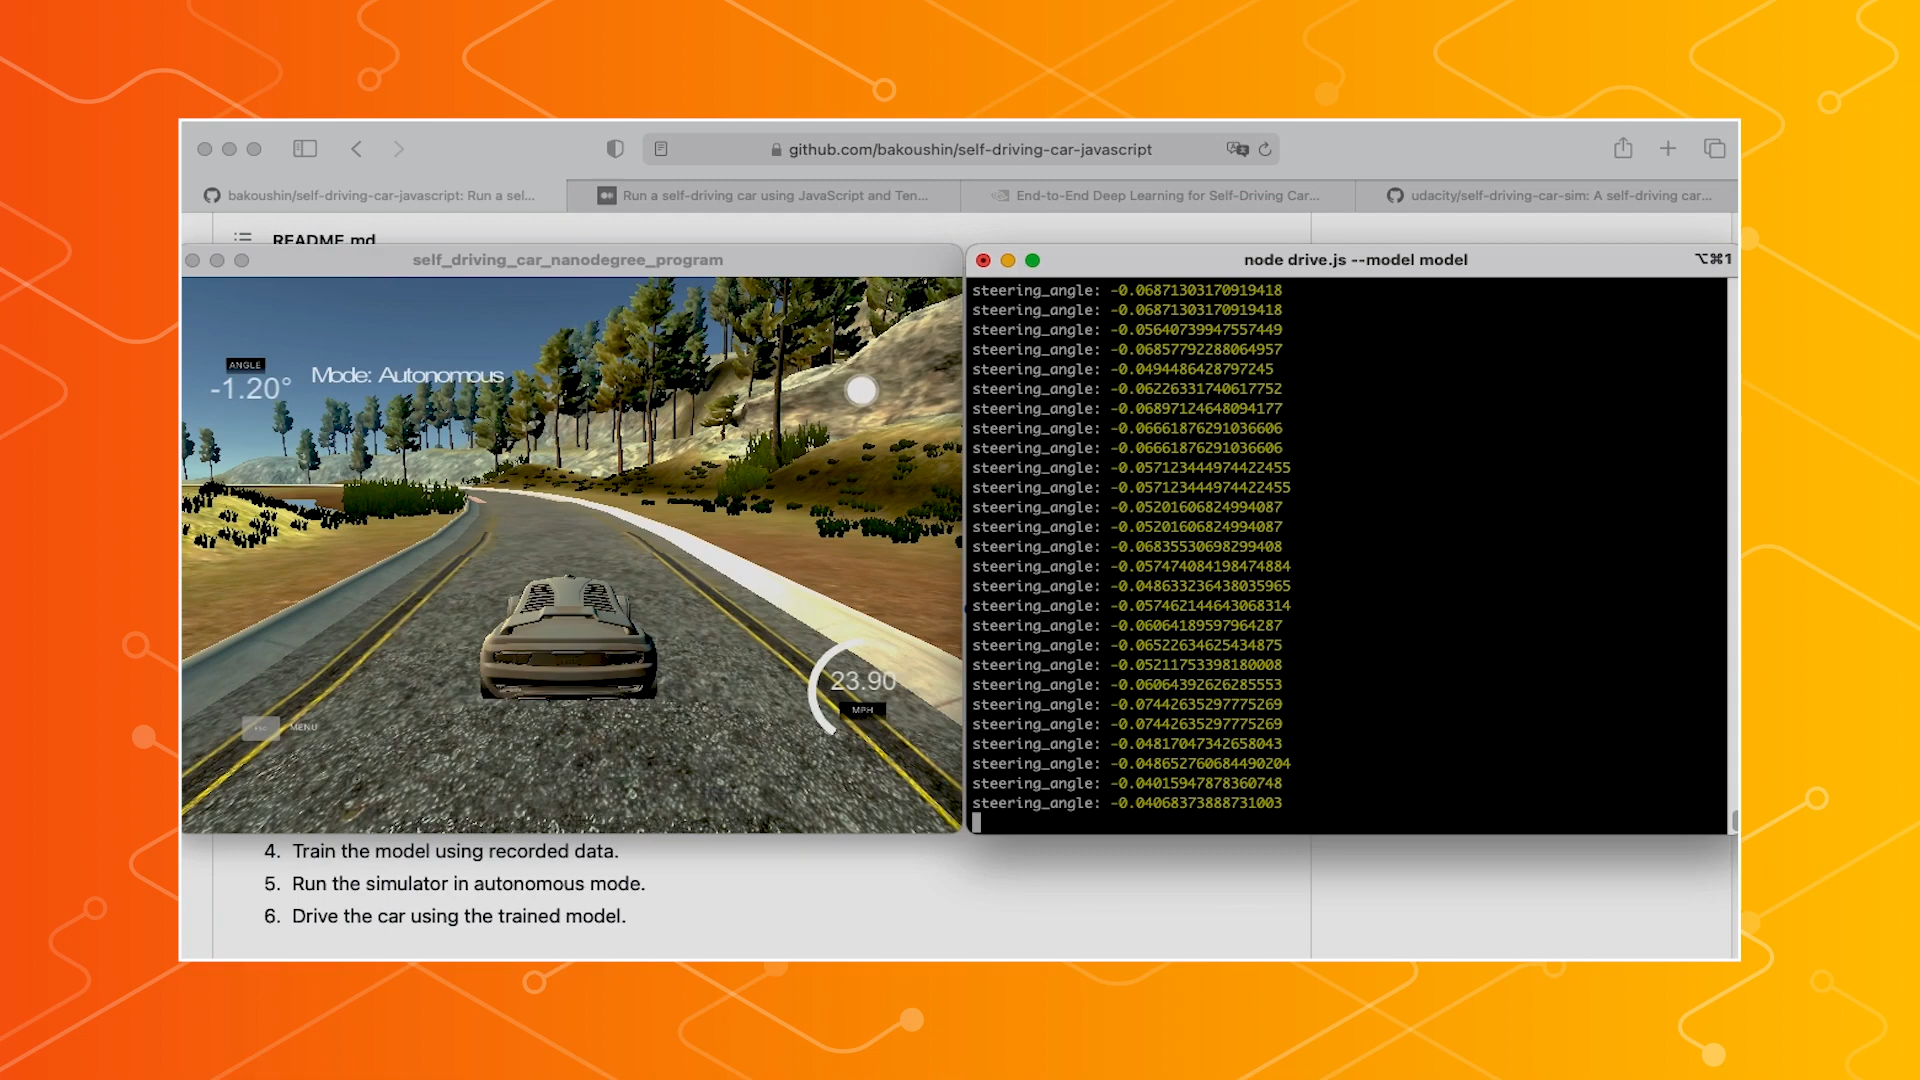 github.com/bakoushin/self-driving-car-javascript
bakoushin/self-driving-car-javascript: Run a sel...
Run a self-driving car using JavaScript and Ten...
End-to-End Deep Learning for Self-Driving Car...
udacity/self-driving-car-sim: A self-driving car...
README.md
self_driving_car_nanodegree_program
ANGLE
-1.20°
Mode: Autonomous
23.90
MPH
ESC
MENU
node drive.js --model model
⌥⌘1
steering_angle: -0.06871303170919418
steering_angle: -0.06871303170919418
steering_angle: -0.05640739947557449
steering_angle: -0.06857792288064957
steering_angle: -0.0494486428797245
steering_angle: -0.06226331740617752
steering_angle: -0.06897124648094177
steering_angle: -0.06661876291036606
steering_angle: -0.06661876291036606
steering_angle: -0.057123444974422455
steering_angle: -0.057123444974422455
steering_angle: -0.05201606824994087
steering_angle: -0.05201606824994087
steering_angle: -0.06835530698299408
steering_angle: -0.057474084198474884
steering_angle: -0.048633236438035965
steering_angle: -0.057462144643068314
steering_angle: -0.06064189597964287
steering_angle: -0.06522634625434875
steering_angle: -0.05211753398180008
steering_angle: -0.06064392626285553
steering_angle: -0.07442635297775269
steering_angle: -0.07442635297775269
steering_angle: -0.04817047342658043
steering_angle: -0.048652760684490204
steering_angle: -0.04015947878360748
steering_angle: -0.04068373888731003
4. Train the model using recorded data.
5. Run the simulator in autonomous mode.
6. Drive the car using the trained model.